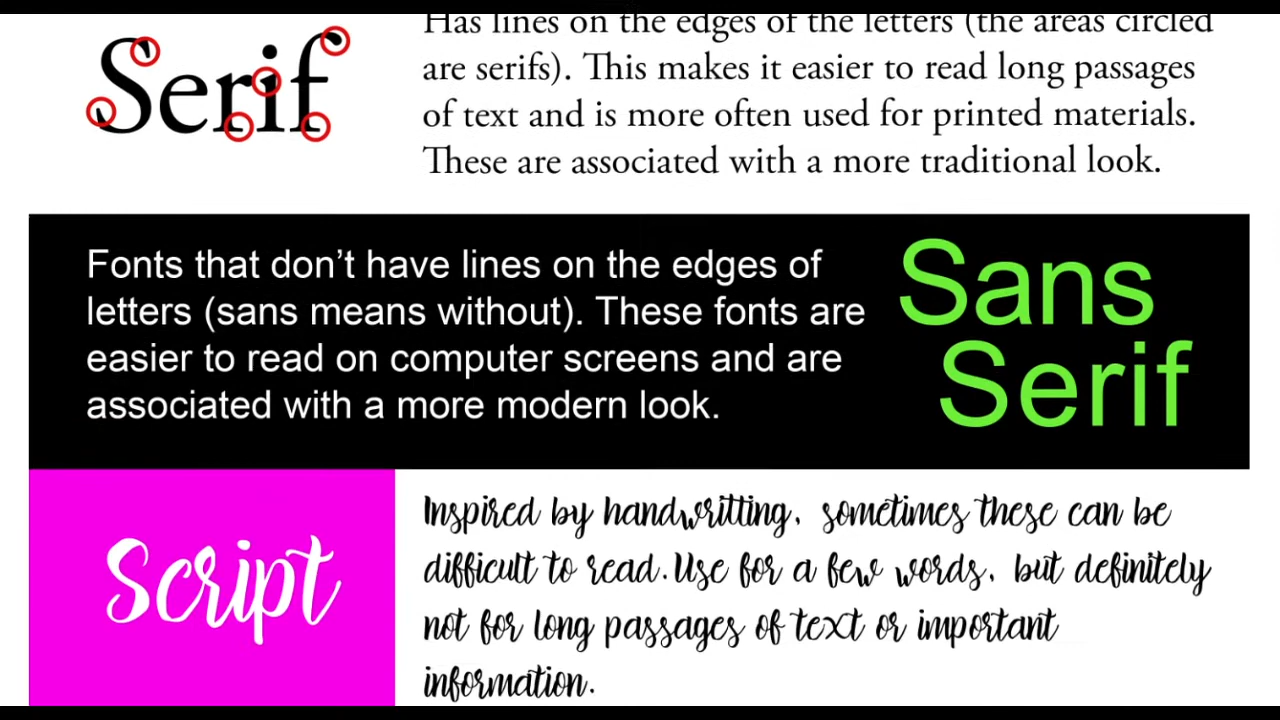 Serif
Has lines on the edges of the letters (the areas circled
are serifs). This makes it easier to read long passages
of text and is more often used for printed materials.
These are associated with a more traditional look.
Fonts that don’t have lines on the edges of
letters (sans means without). These fonts are
easier to read on computer screens and are
associated with a more modern look.
Sans
Serif
Script
Inspired by handwritting, sometimes these can be
difficult to read. Use for a few words, but definitely
not for long passages of text or important
information.